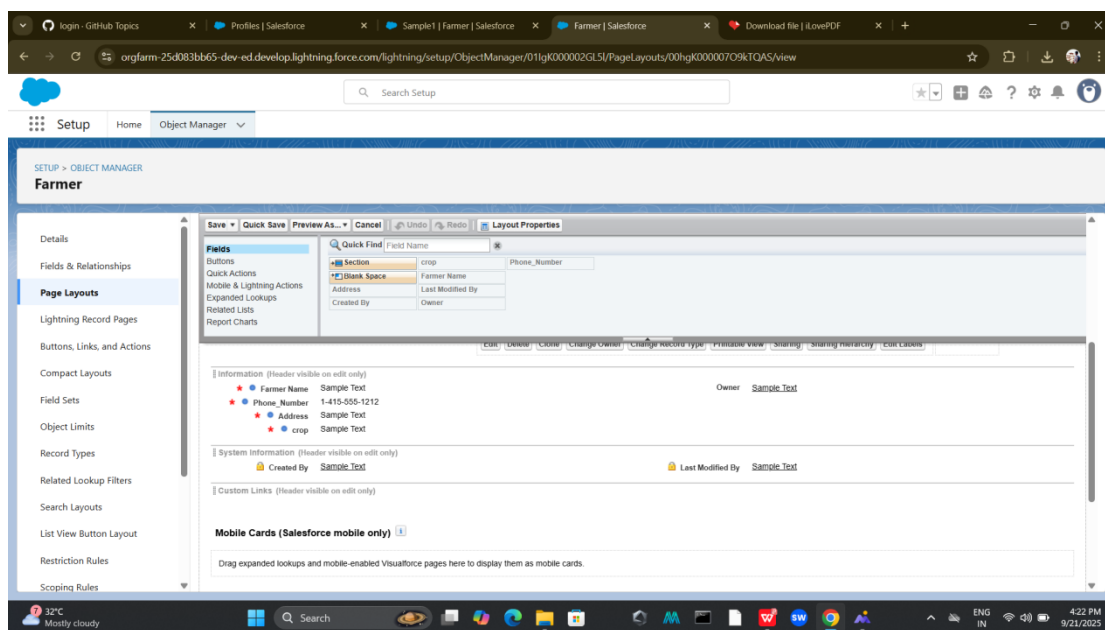 login · GitHub Topics
Profiles | Salesforce
Sample1 | Farmer | Salesforce
Farmer | Salesforce
Download file | iLovePDF
orgfarm-25d083bb65-dev-ed.develop.lightning.force.com/lightning/setup/ObjectManager/01IgK000002GL5l/PageLayouts/00hgK000007O9kTQAS/view
Search Setup
Setup Home Object Manager
SETUP > OBJECT MANAGER
Farmer
Details
Fields & Relationships
Page Layouts
Lightning Record Pages
Buttons, Links, and Actions
Compact Layouts
Field Sets
Object Limits
Record Types
Related Lookup Filters
Search Layouts
List View Button Layout
Restriction Rules
Scoping Rules
Save Quick Save Preview As... Cancel Undo Redo Layout Properties
Fields
Buttons
Quick Actions
Mobile & Lightning Actions
Expanded Lookups
Related Lists
Report Charts
Quick Find Field Name
Section crop Phone_Number
Blank Space Farmer Name
Address Last Modified By
Created By Owner
Edit Delete Clone Change Owner Change Record Type Printable View Sharing Sharing Hierarchy Edit Labels
Information (Header visible on edit only)
* Farmer Name Sample Text Owner Sample Text
* Phone_Number 1-415-555-1212
* Address Sample Text
* crop Sample Text
System Information (Header visible on edit only)
Created By Sample Text Last Modified By Sample Text
Custom Links (Header visible on edit only)
Mobile Cards (Salesforce mobile only) i
Drag expanded lookups and mobile-enabled Visualforce pages here to display them as mobile cards.
7 32°C
Mostly cloudy
Search
SW
ENG
IN
4:22 PM
9/21/2025